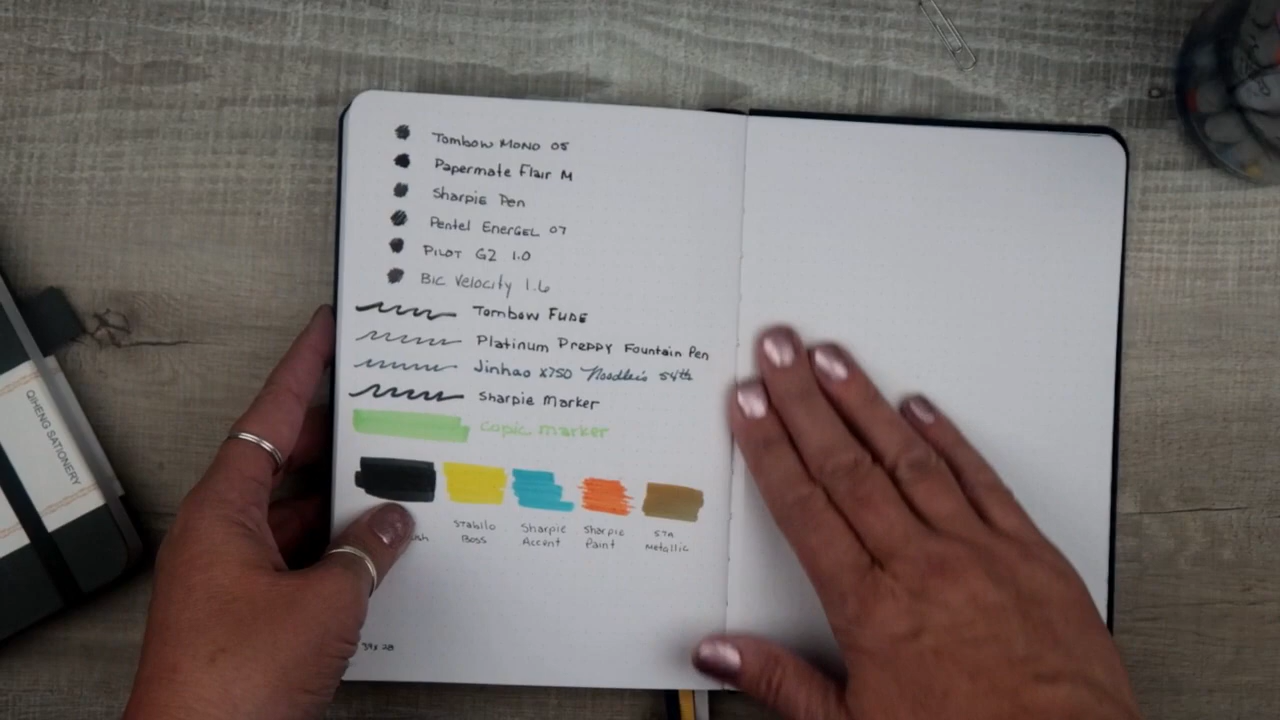 Tombow MONO 05
Papermate Flair M
Sharpie Pen
Pentel EnerGEL 07
PILOT G2 1.0
Bic Velocity 1.6
Tombow FUDE
Platinum Preppy Fountain Pen
Jinhao X750 Noodler's 54th
Sharpie Marker
Copic Marker
Stabilo Boss
Sharpie Accent
Sharpie Paint
STA Metallic
39x28
QIHENG SATIONERY